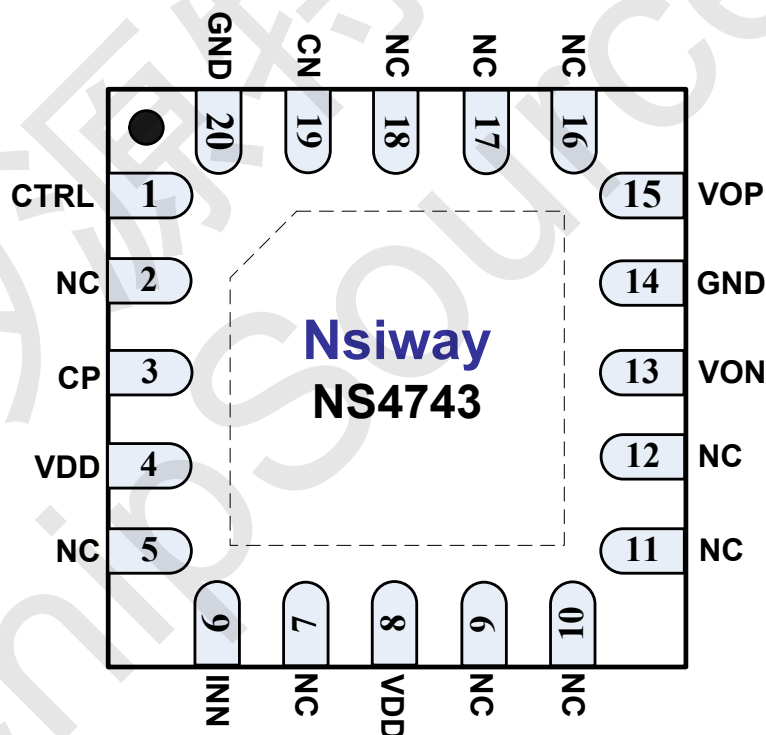 GND CN NC NC NC
20 19 18 17 16
CTRL 1 15 VOP
NC 2 14 GND
CP 3 13 VON
VDD 4 12 NC
NC 5 11 NC
Nsiway
NS4743
6 7 8 9 10
INN NC VDD NC NC